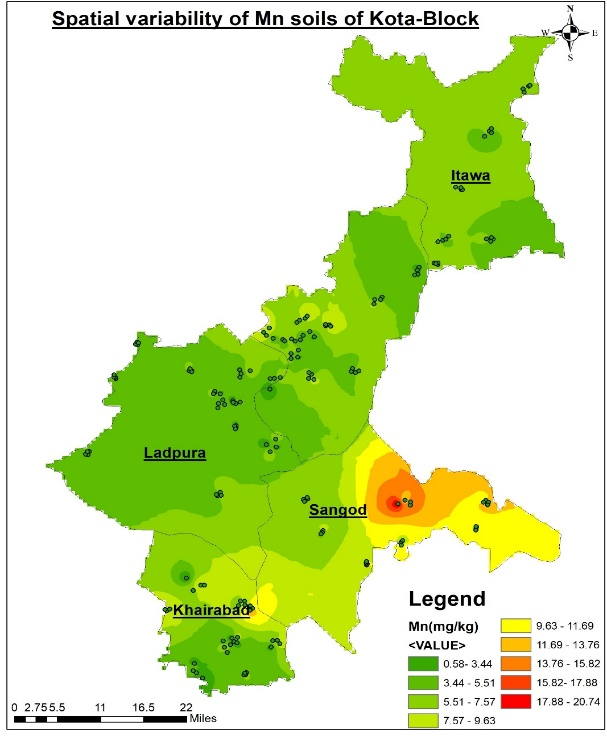 Spatial variability of Mn soils of Kota-Block
N
W E
S
Itawa
Ladpura
Sangod
Khairabad
Legend
Mn(mg/kg)
<VALUE>
0.58- 3.44
3.44 - 5.51
5.51 - 7.57
7.57 - 9.63
9.63 - 11.69
11.69 - 13.76
13.76 - 15.82
15.82- 17.88
17.88 - 20.74
0 2.75 5.5 11 16.5 22
Miles